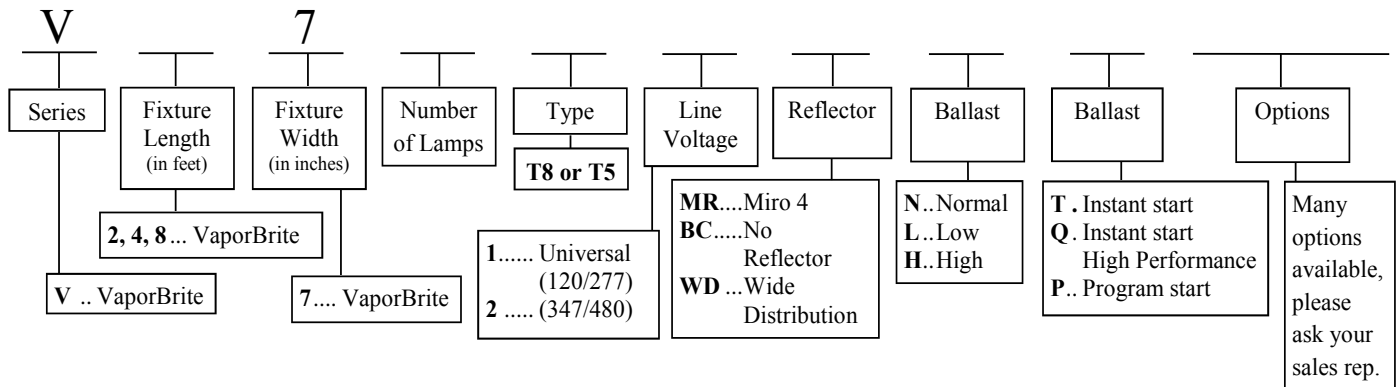 V 7
Series
Fixture
Length
(in feet)
Fixture
Width
(in inches)
Number
of Lamps
Type
Line
Voltage
Reflector
Ballast
Ballast
Options
T8 or T5
2, 4, 8... VaporBrite
V .. VaporBrite
7.... VaporBrite
1...... Universal
(120/277)
2 ..... (347/480)
MR....Miro 4
BC.....No
Reflector
WD ...Wide
Distribution
N..Normal
L..Low
H..High
T . Instant start
Q . Instant start
High Performance
P.. Program start
Many
options
available,
please
ask your
sales rep.